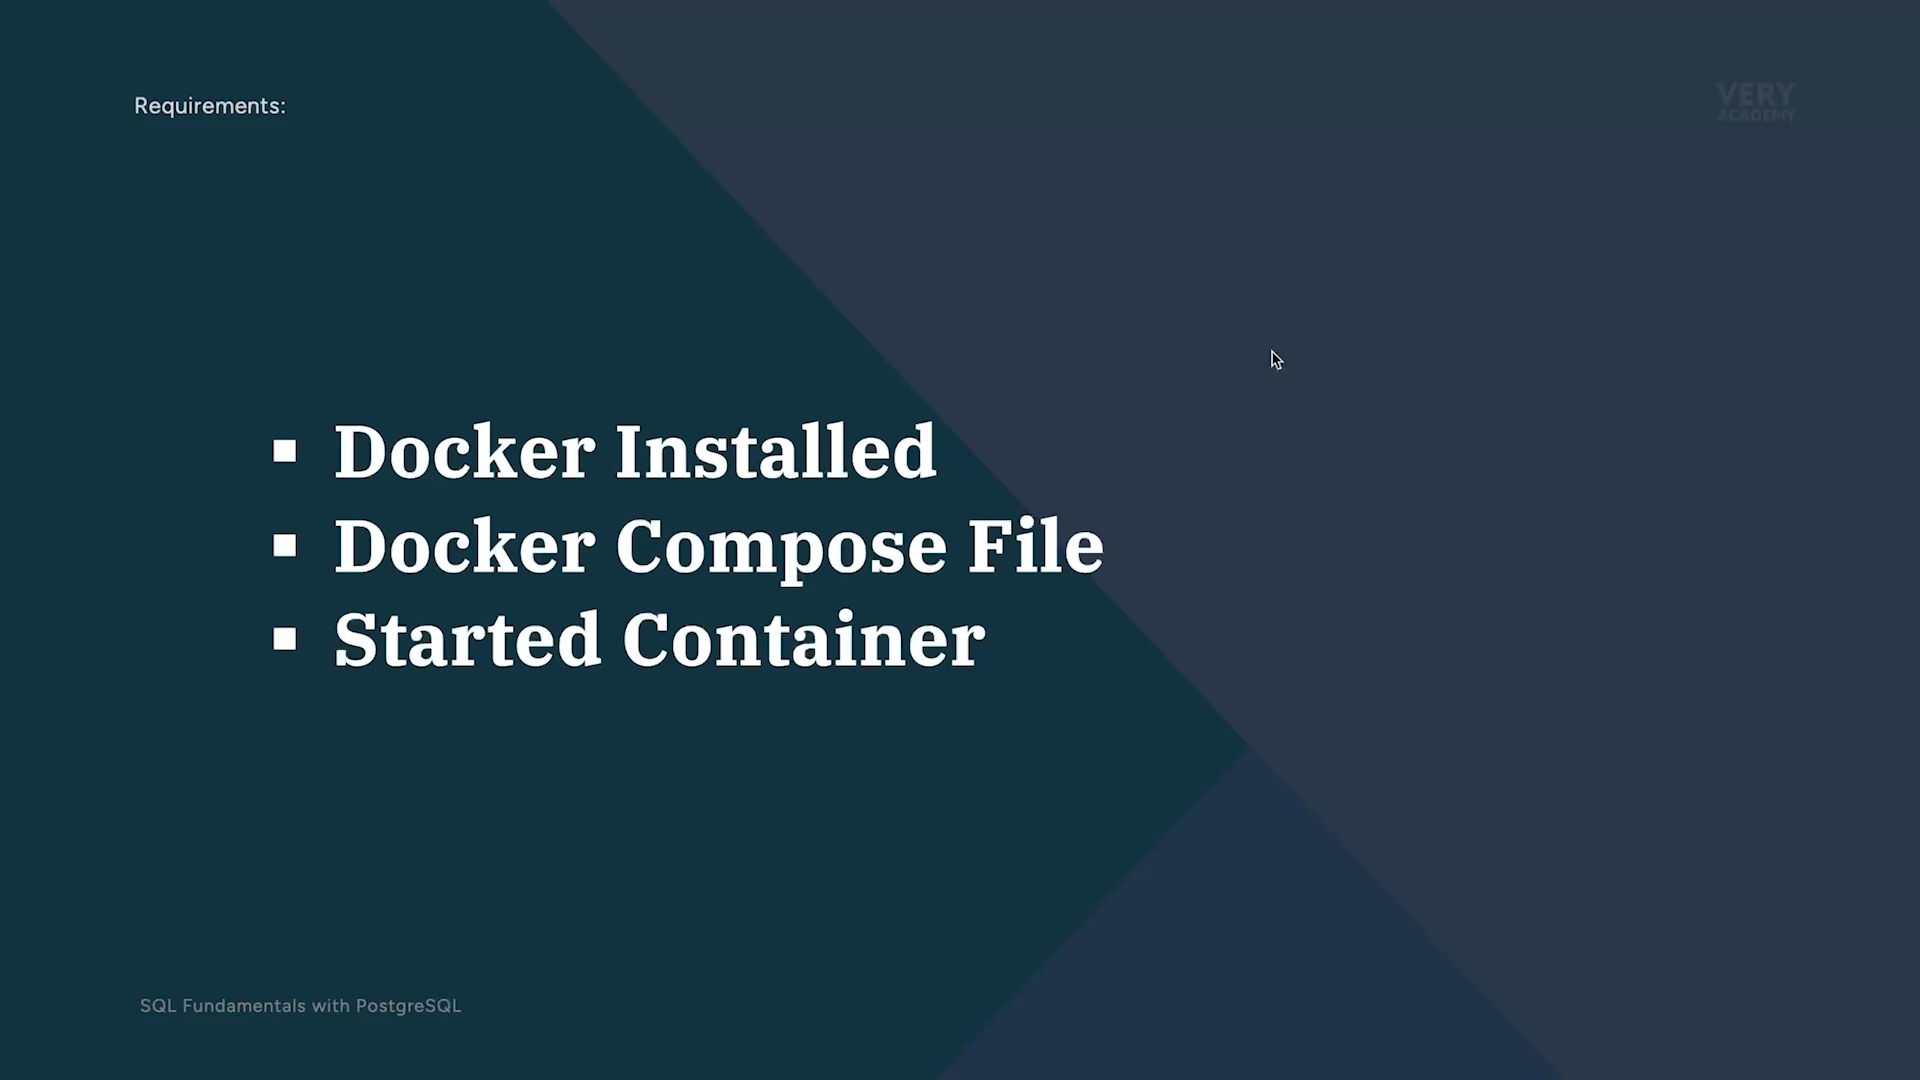 Requirements:
VERY
ACADEMY
▪ Docker Installed
▪ Docker Compose File
▪ Started Container
SQL Fundamentals with PostgreSQL